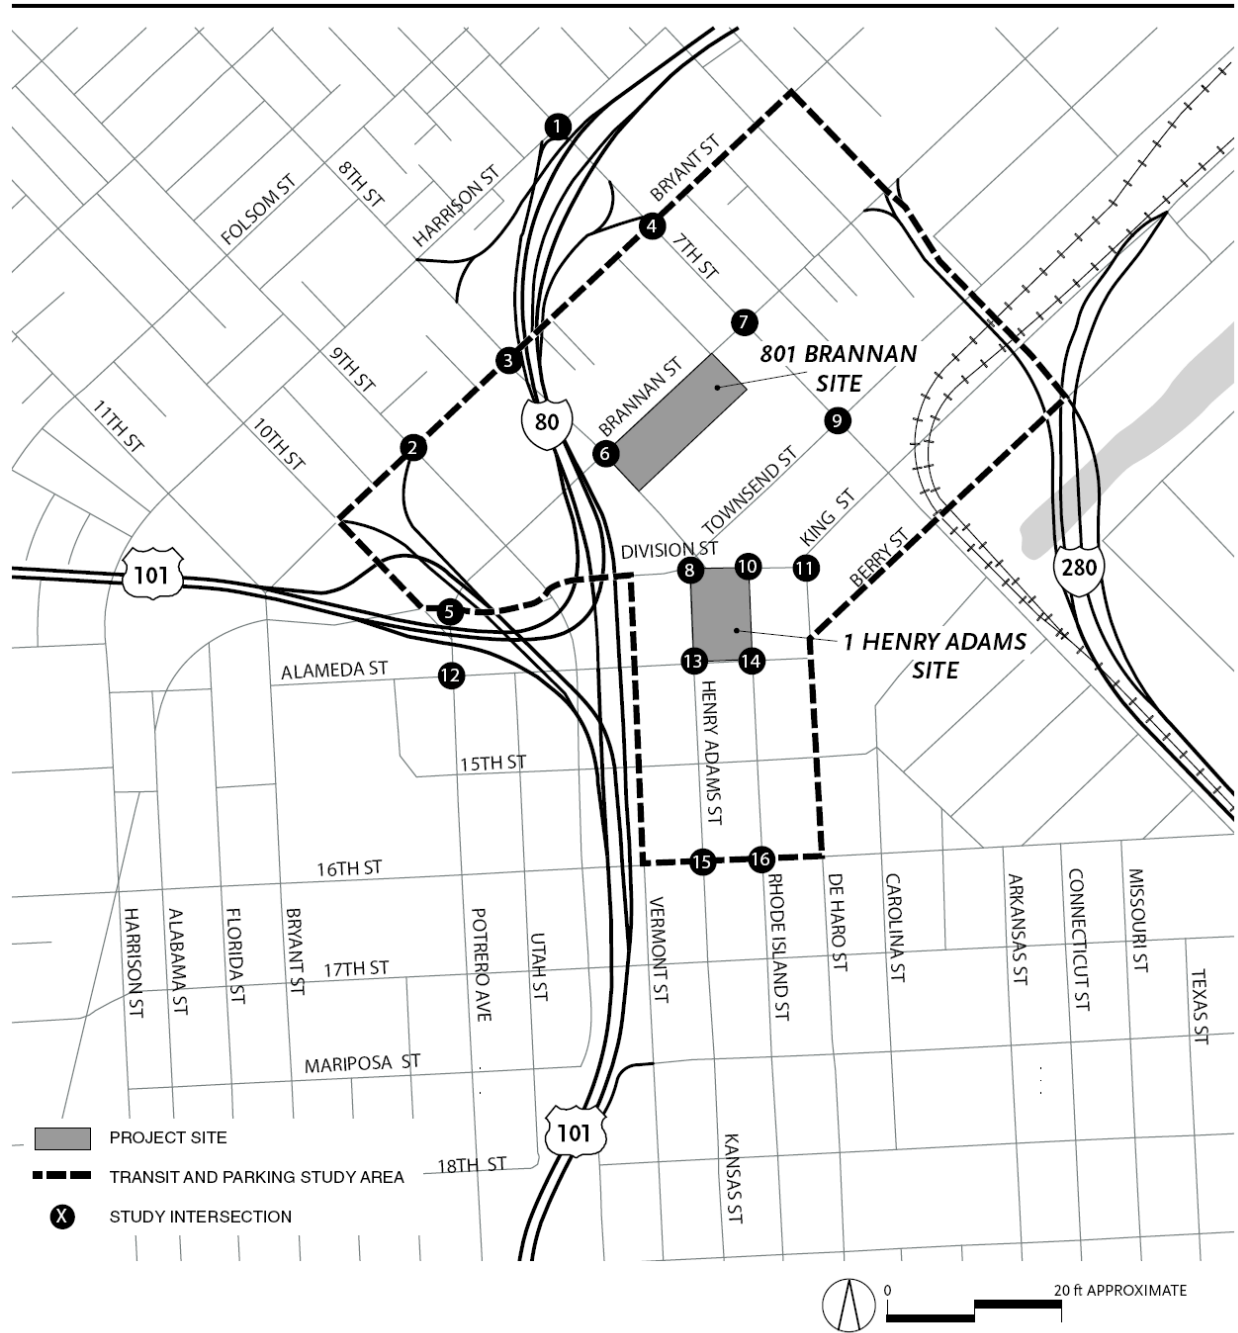 1
BRYANT ST
8TH ST
HARRISON ST
FOLSOM ST
4
7TH ST
7
801 BRANNAN
SITE
3
9TH ST
BRANNAN ST
80
11TH ST
10TH ST
2
6
9
TOWNSEND ST
KING ST
DIVISION ST
BERRY ST
101
8
10
11
280
5
1 HENRY ADAMS
SITE
ALAMEDA ST
12
13
14
HENRY ADAMS ST
15TH ST
16TH ST
15
16
HARRISON ST
ALABAMA ST
FLORIDA ST
BRYANT ST
POTRERO AVE
UTAH ST
VERMONT ST
RHODE ISLAND ST
DE HARO ST
CAROLINA ST
ARKANSAS ST
CONNECTICUT ST
MISSOURI ST
TEXAS ST
17TH ST
MARIPOSA ST
101
KANSAS ST
18TH ST
PROJECT SITE
TRANSIT AND PARKING STUDY AREA
X STUDY INTERSECTION
0 20 ft APPROXIMATE